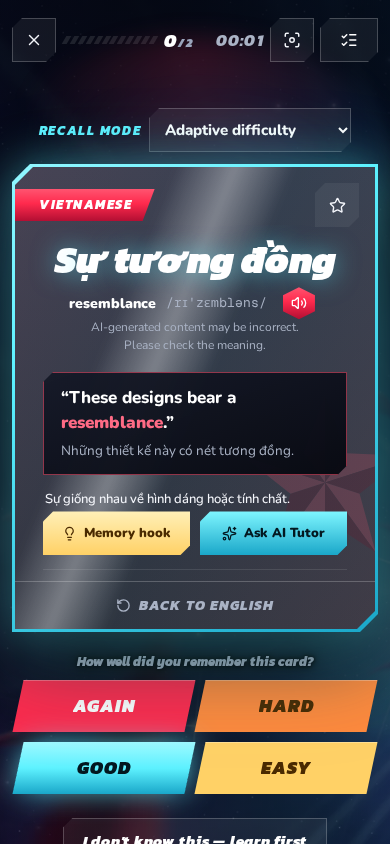 0/2
00:01
RECALL MODE
Adaptive difficulty
VIETNAMESE
Sự tương đồng
resemblance /rɪˈzɛmbləns/
AI-generated content may be incorrect.
Please check the meaning.
“These designs bear a
resemblance.”
Những thiết kế này có nét tương đồng.
Sự giống nhau về hình dáng hoặc tính chất.
Memory hook
Ask AI Tutor
BACK TO ENGLISH
How well did you remember this card?
AGAIN
HARD
GOOD
EASY
I don't know this — learn first